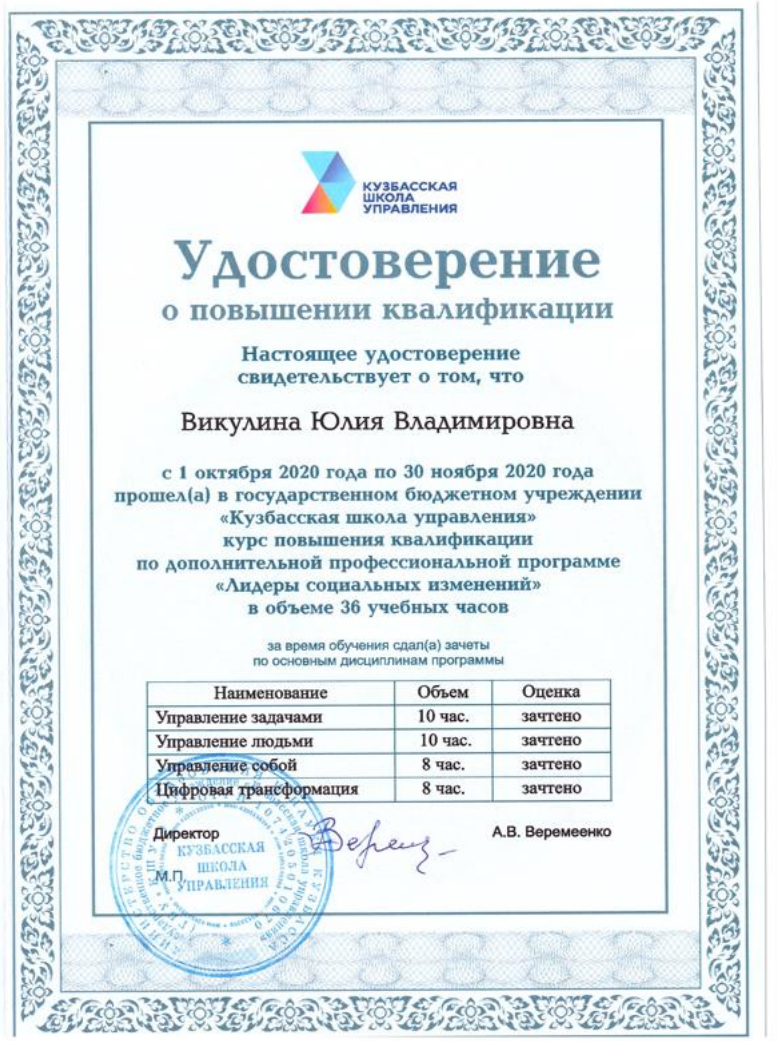 КУЗБАССКАЯ
ШКОЛА
УПРАВЛЕНИЯ
Удостоверение
о повышении квалификации
Настоящее удостоверение
свидетельствует о том, что
Викулина Юлия Владимировна
с 1 октября 2020 года по 30 ноября 2020 года
прошел(а) в государственном бюджетном учреждении
«Кузбасская школа управления»
курс повышения квалификации
по дополнительной профессиональной программе
«Лидеры социальных изменений»
в объеме 36 учебных часов
за время обучения сдал(а) зачеты
по основным дисциплинам программы
Наименование Объем Оценка
Управление задачами 10 час. зачтено
Управление людьми 10 час. зачтено
Управление собой 8 час. зачтено
Цифровая трансформация 8 час. зачтено
Директор А.В. Веремеенко
М.П.
КУЗБАССКАЯ
ШКОЛА
УПРАВЛЕНИЯ